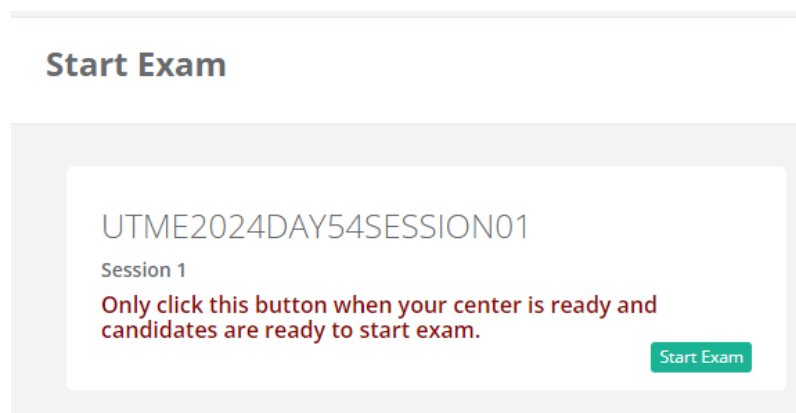 Start Exam
UTME2024DAY54SESSION01
Session 1
Only click this button when your center is ready and
candidates are ready to start exam.
Start Exam